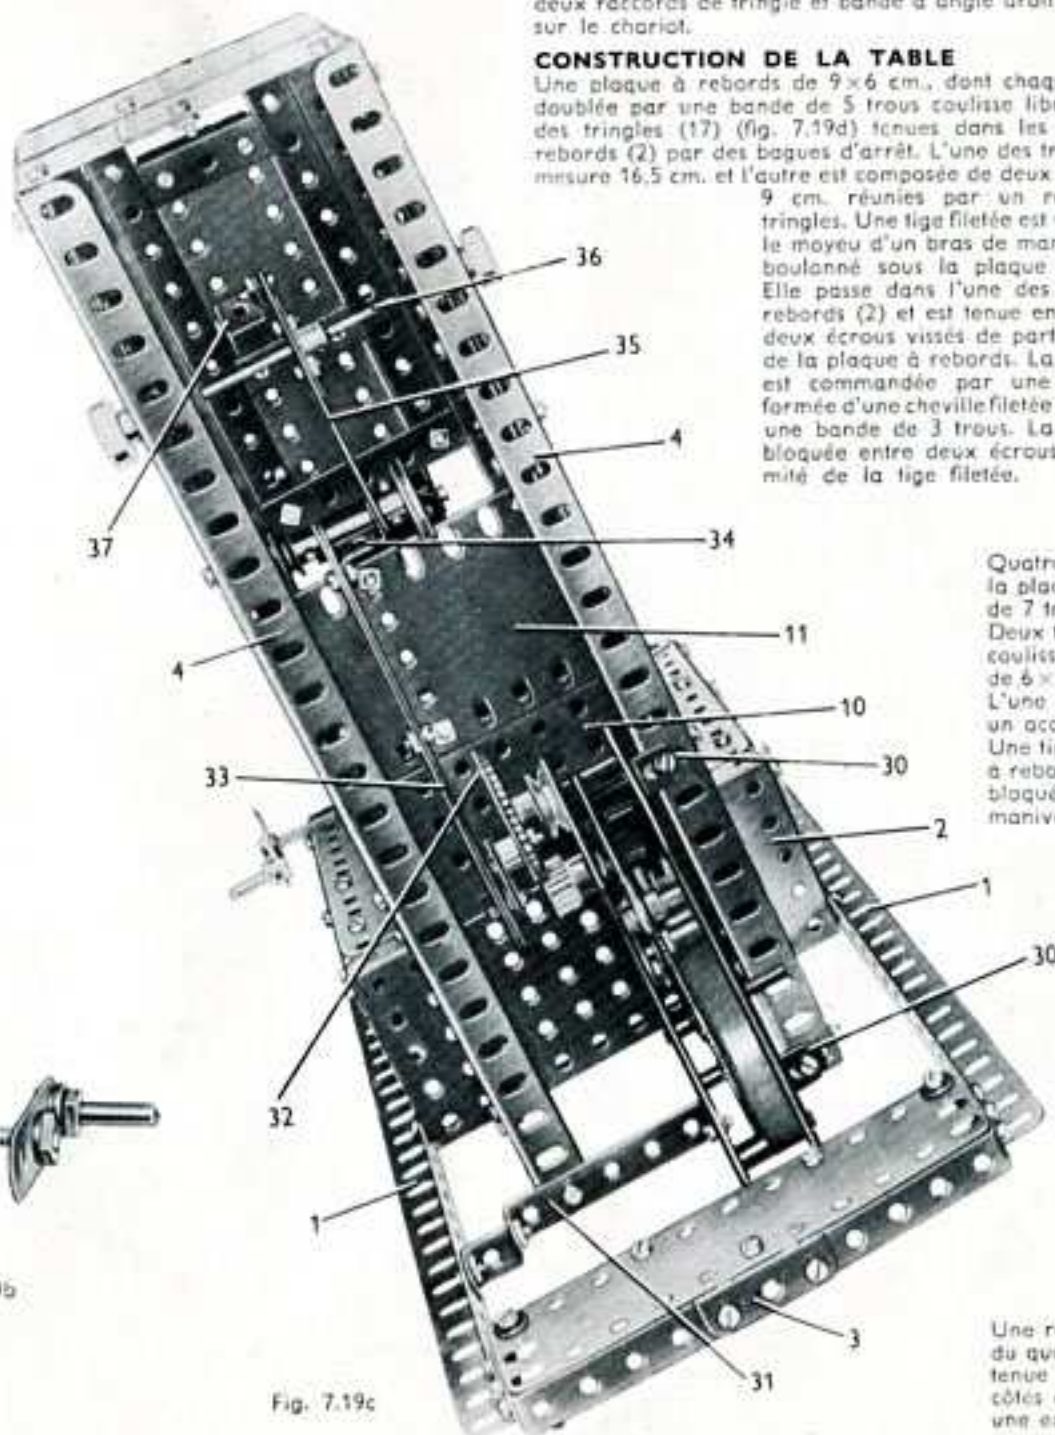 deux raccords de tringle et bande à angle droit
sur le chariot.
CONSTRUCTION DE LA TABLE
Une plaque à rebords de 9×6 cm., dont chaq
doublée par une bande de 5 trous coulisse lib
des tringles (17) (fig. 7.19d) tenues dans les
rebords (2) par des bagues d'arrêt. L'une des tr
mesure 16,5 cm. et l'autre est composée de deux
9 cm. réunies par un r
tringles. Une tige filetée est
le moyeu d'un bras de mar
boulonné sous la plaque
Elle passe dans l'une des
rebords (2) et est tenue en
deux écrous vissés de part
de la plaque à rebords. La
est commandée par une
formée d'une cheville filetée
une bande de 3 trous. La
bloquée entre deux écrous
mité de la tige filetée.
36
35
4
37
34
4
11
10
33
30
2
1
30
32
1
3
31
Fig. 7.19c
9b
Quatre
la plac
de 7 tr
Deux t
couliss
de 6×
L'une
un acc
Une ti
à rebo
bloqué
maniv
Une r
du qu
tenue
côtés
une e